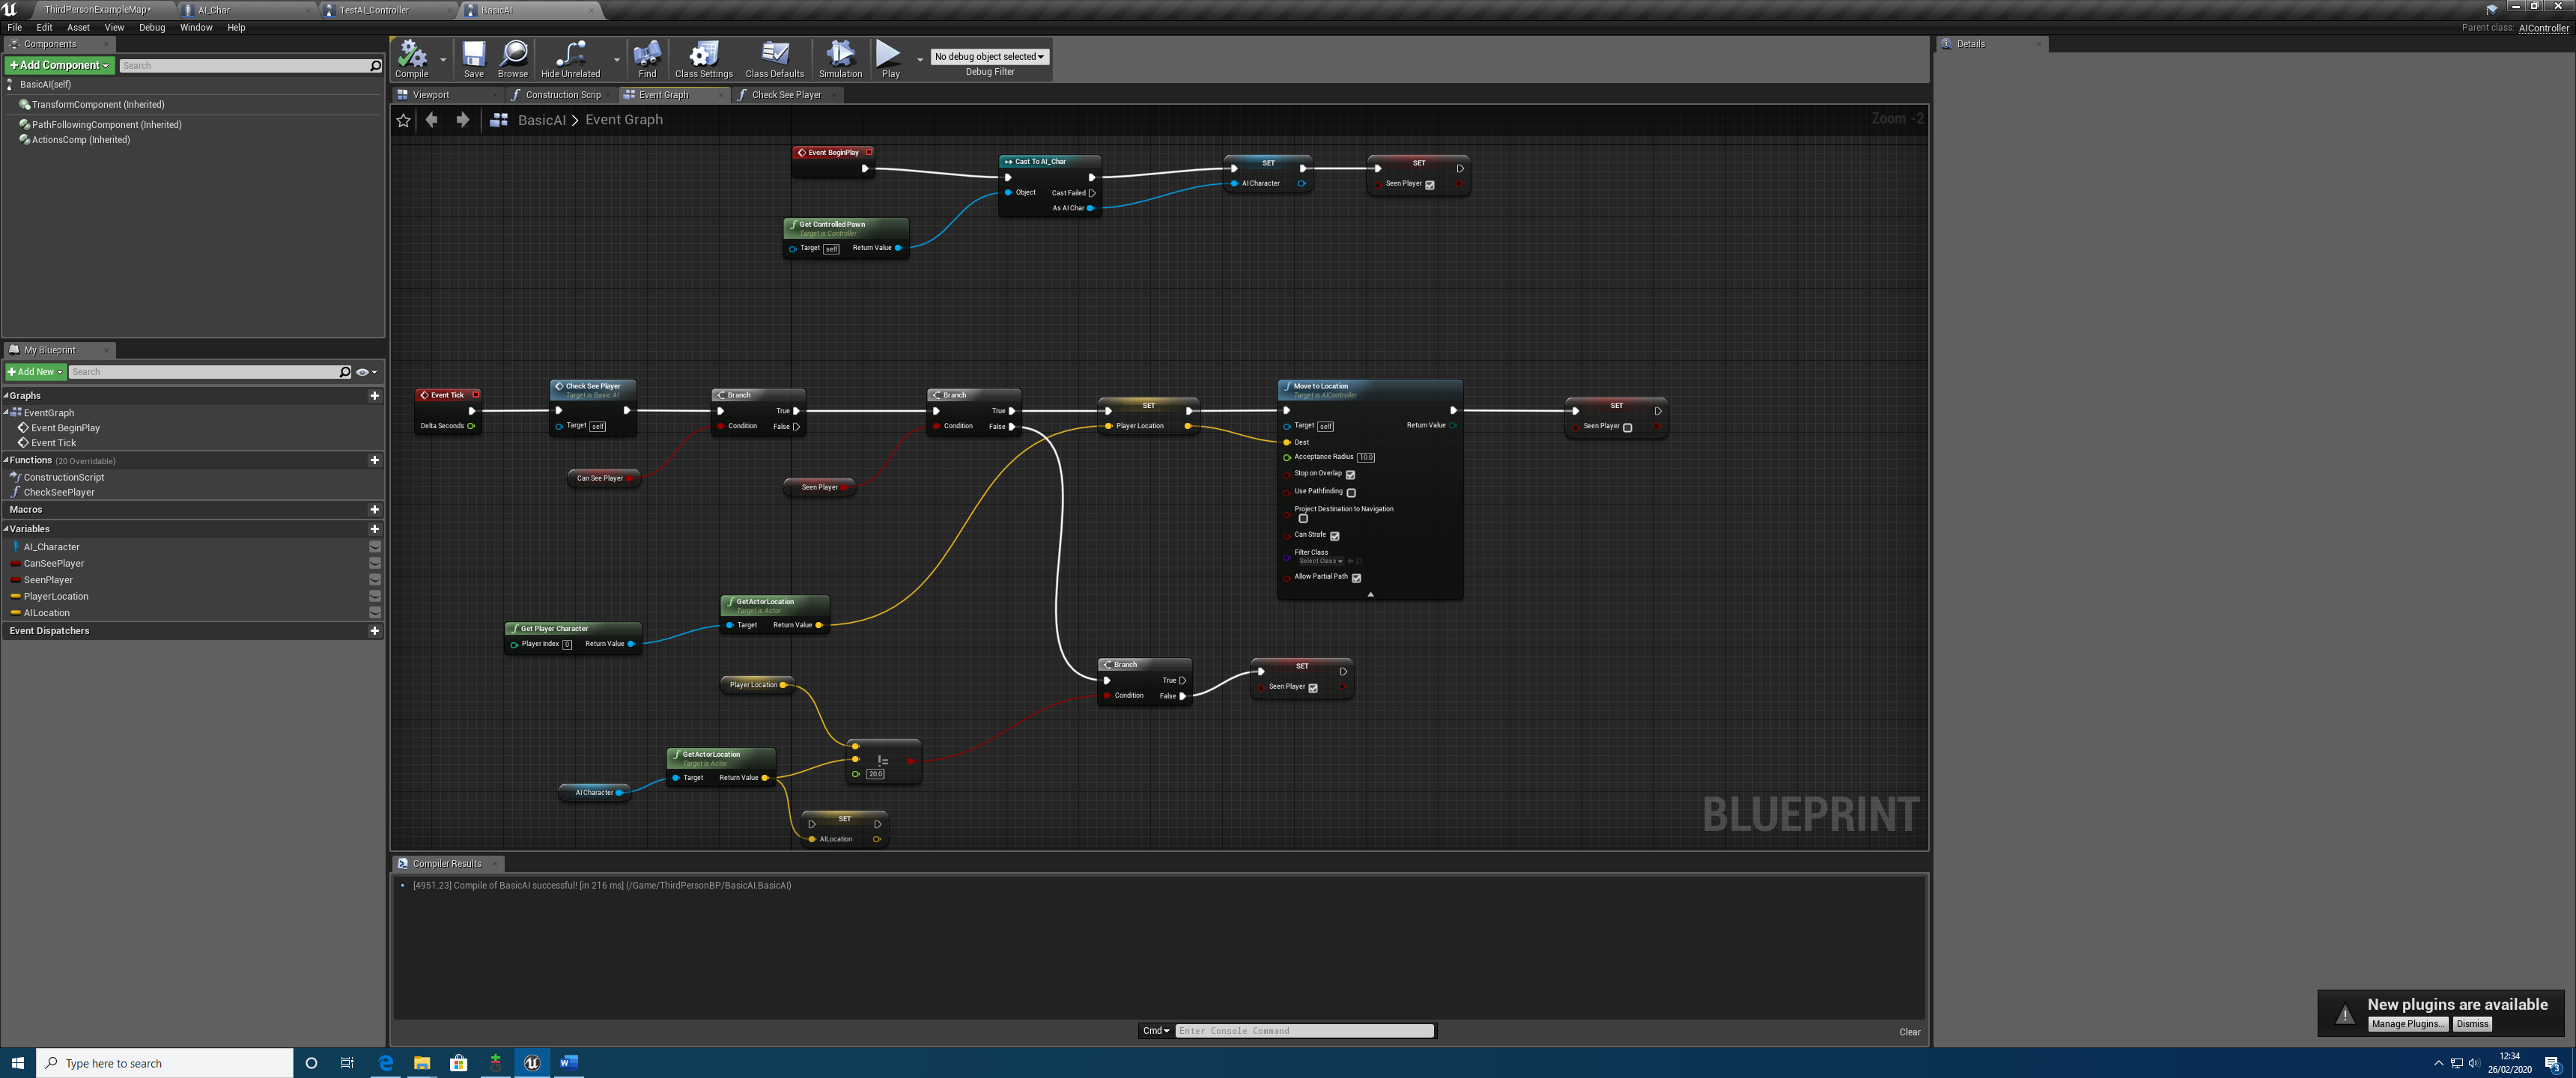 ThirdPersonExampleMap*
AI_Char
TestAI_Controller
BasicAI
File Edit Asset View Debug Window Help
Parent class: AIController
Components
+Add Component
Search
BasicAI(self)
TransformComponent (Inherited)
PathFollowingComponent (Inherited)
ActionsComp (Inherited)
My Blueprint
+Add New
Search
Graphs
EventGraph
Event BeginPlay
Event Tick
Functions (20 Overridable)
ConstructionScript
CheckSeePlayer
Macros
Variables
AI_Character
CanSeePlayer
SeenPlayer
PlayerLocation
AILocation
Event Dispatchers
Compile
Save
Browse
Hide Unrelated
Find
Class Settings
Class Defaults
Simulation
Play
No debug object selected
Debug Filter
Viewport
Construction Scrip
Event Graph
Check See Player
BasicAI > Event Graph
Zoom -2
Event BeginPlay
Cast To AI_Char
Object
Cast Failed
As AI Char
SET
AI Character
SET
Seen Player
Get Controlled Pawn
Target is Controller
Target self Return Value
Event Tick
Delta Seconds
Check See Player
Target is Basic AI
Target self
Branch
True
Condition False
Can See Player
Branch
True
Condition False
Seen Player
SET
Player Location
Move to Location
Target is AIController
Target self Return Value
Dest
Acceptance Radius 10.0
Stop on Overlap
Use Pathfinding
Project Destination to Navigation
Can Strafe
Filter Class
Select Class
Allow Partial Path
SET
Seen Player
GetActorLocation
Target is Actor
Target Return Value
Get Player Character
Player Index 0 Return Value
Branch
True
Condition False
SET
Seen Player
Player Location
GetActorLocation
Target is Actor
Target Return Value
AI Character
!=
20.0
SET
AILocation
BLUEPRINT
Compiler Results
[4951.23] Compile of BasicAI successful! [in 216 ms] (/Game/ThirdPersonBP/BasicAI.BasicAI)
Cmd
Enter Console Command
Clear
Details
New plugins are available
Manage Plugins...
Dismiss
Type here to search
12:34
26/02/2020
3